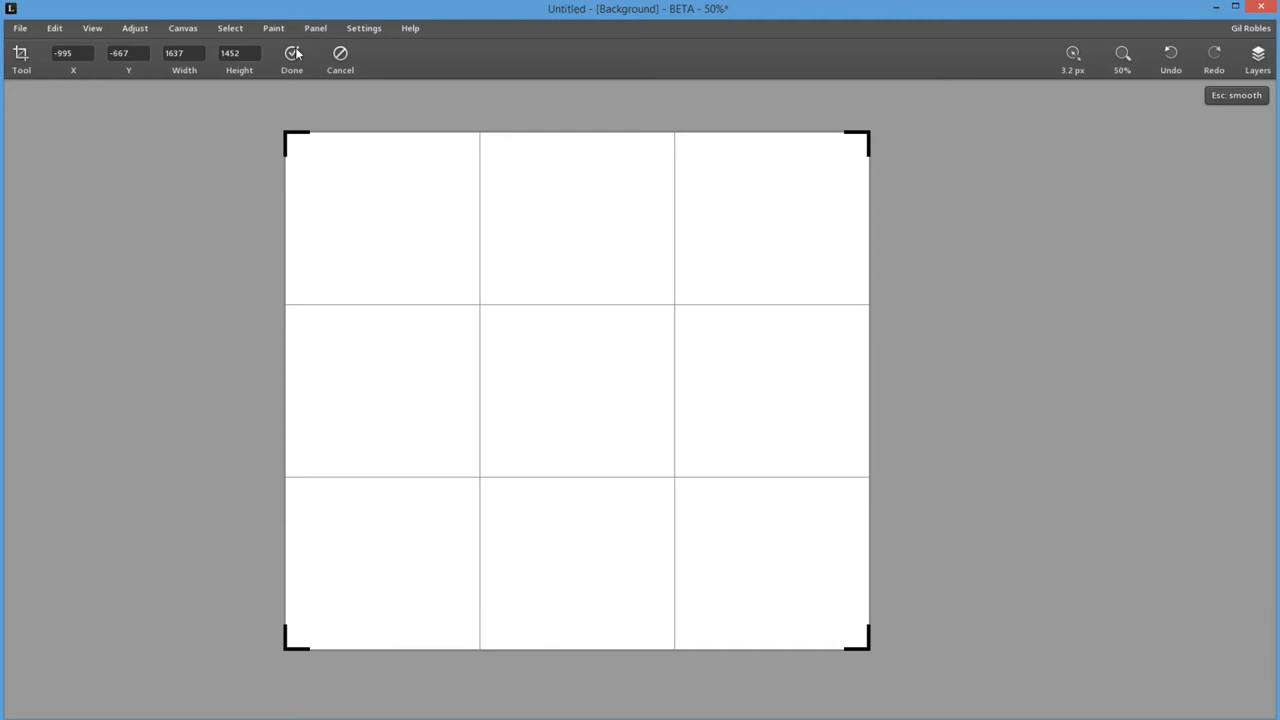 L Untitled - [Background] - BETA - 50%*
File Edit View Adjust Canvas Select Paint Panel Settings Help Gil Robles
-995 -667 1637 1452
Tool X Y Width Height Done Cancel 3.2 px 50% Undo Redo Layers
Esc: smooth